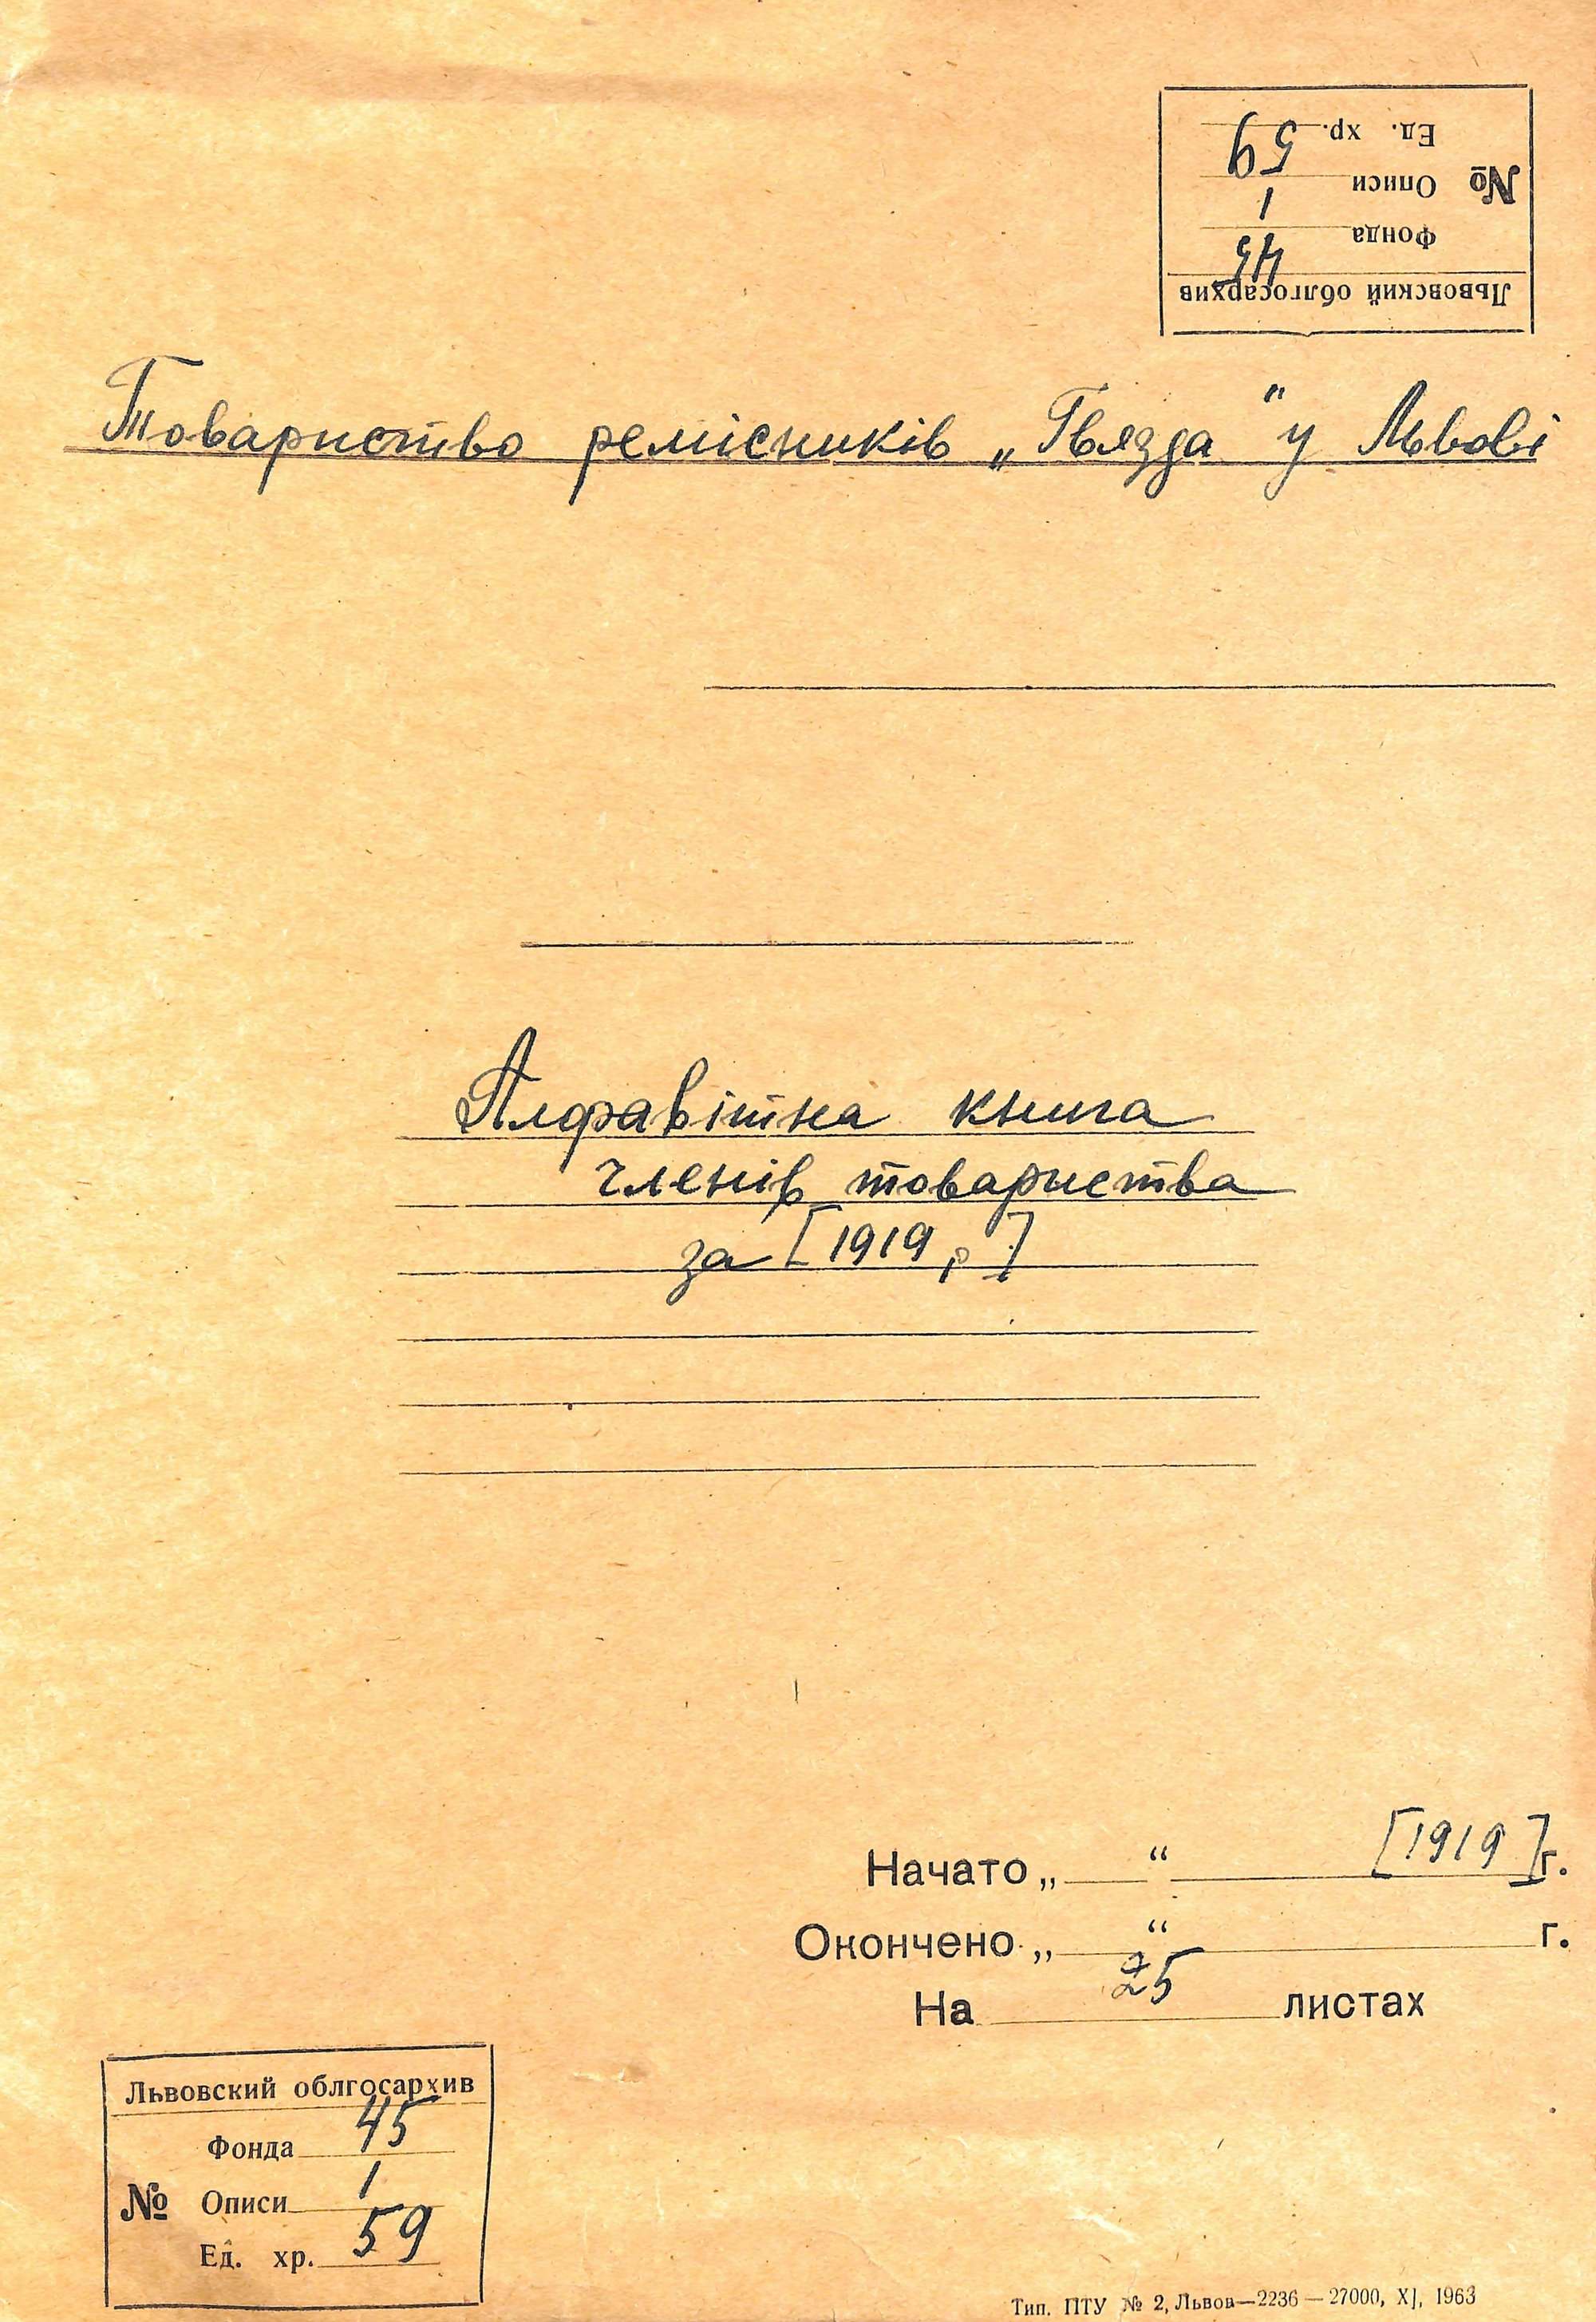 Львовский облгосархив
Фонда 45
№ Описи 1
Ед. хр. 59
Товариство ремісників „Гвязда“ у Львові
Алфавітна книга
членів товариства
за [1919 р.]
Начато „ “ [1919] г.
Окончено „ “ г.
На 25 листах
Львовский облгосархив
Фонда 45
№ Описи 1
Ед. хр. 59
Тип. ПТУ № 2, Львов—2236—27000, XI, 1963